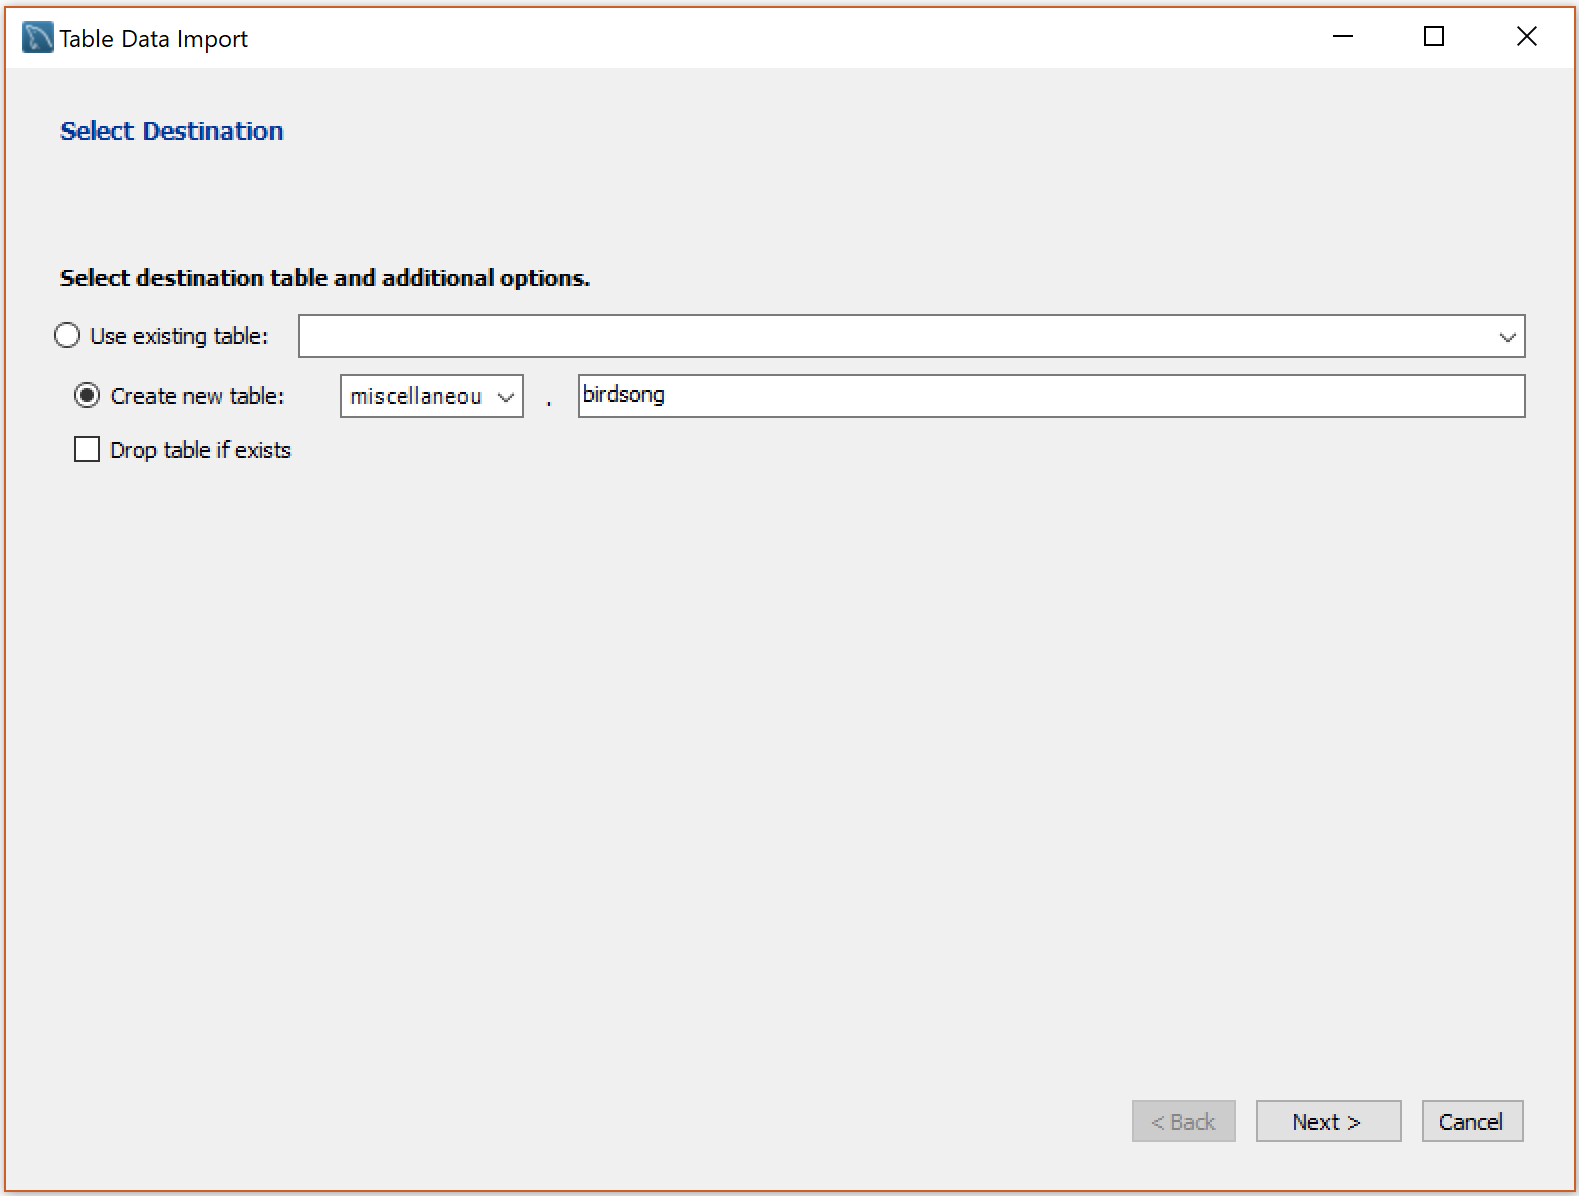 Table Data Import
Select Destination
Select destination table and additional options.
Use existing table:
Create new table: miscellaneou . birdsong
Drop table if exists
< Back Next > Cancel